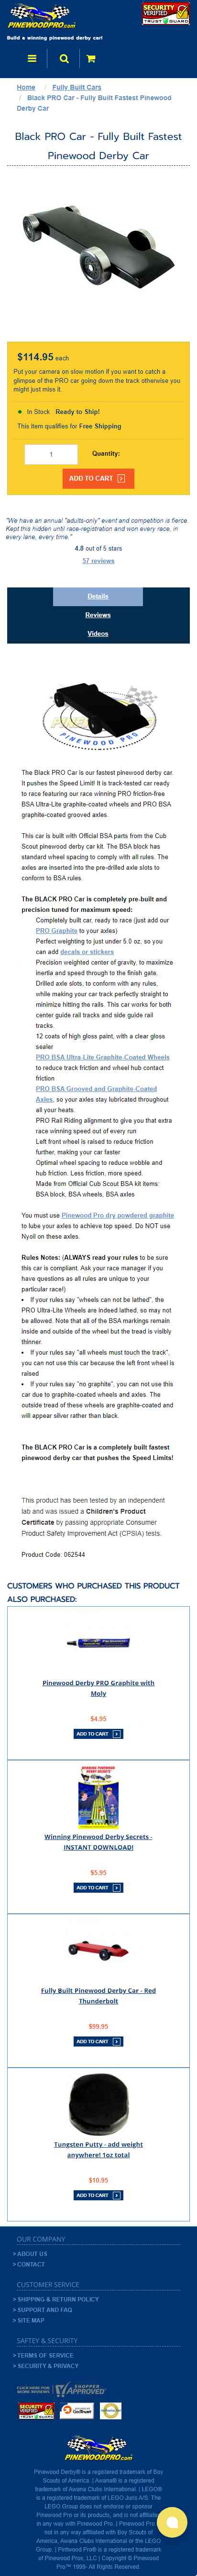 PINEWOODPRO.com
Build a winning pinewood derby car!
SECURITY
VERIFIED
TRUST GUARD
Home / Fully Built Cars
/ Black PRO Car - Fully Built Fastest Pinewood
Derby Car
Black PRO Car - Fully Built Fastest
Pinewood Derby Car
$114.95 each
Put your camera on slow motion if you want to catch a
glimpse of the PRO car going down the track otherwise you
might just miss it.
In Stock Ready to Ship!
This item qualifies for Free Shipping
1 Quantity:
ADD TO CART
"We have an annual "adults-only" event and competition is fierce.
Kept this hidden until race-registration and won every race, in
every lane, every time."
4.8 out of 5 stars
57 reviews
Details
Reviews
Videos
PINEWOOD PRO
The Black PRO Car is our fastest pinewood derby car.
It pushes the Speed Limit! It is track-tested car ready
to race featuring our race winning PRO friction-free
BSA Ultra-Lite graphite-coated wheels and PRO BSA
graphite-coated grooved axles.
This car is built with Official BSA parts from the Cub
Scout pinewood derby car kit. The BSA block has
standard wheel spacing to comply with all rules. The
axles are inserted into the pre-drilled axle slots to
conform to BSA rules.
The BLACK PRO Car is completely pre-built and
precision tuned for maximum speed:
Completely built car, ready to race (just add our
PRO Graphite to your axles)
Perfect weighting to just under 5.0 oz, so you
can add decals or stickers
Precision weighted center of gravity, to maximize
inertia and speed through to the finish gate.
Drilled axle slots, to conform with any rules,
while making your car track perfectly straight to
minimize hitting the rails. This car works for both
center guide rail tracks and side guide rail
tracks.
12 coats of high gloss paint, with a clear gloss
sealer
PRO BSA Ultra-Lite Graphite-Coated Wheels
to reduce track friction and wheel hub contact
friction
PRO BSA Grooved and Graphite-Coated
Axles, so your axles stay lubricated throughout
all your heats.
PRO Rail Riding alignment to give you that extra
race winning speed out of every run
Left front wheel is raised to reduce friction
further, making your car faster
Optimal wheel spacing to reduce wobble and
hub friction. Less friction, more speed.
Made from Official Cub Scout BSA kit items:
BSA block, BSA wheels, BSA axles
You must use Pinewood Pro dry powdered graphite
to lube your axles to achieve top speed. Do NOT use
Nyoil on these axles.
Rules Notes: (ALWAYS read your rules to be sure
this car is compliant. Ask your race manager if you
have questions as all rules are unique to your
particular race!)
• If your rules say "wheels can not be lathed", the
PRO Ultra-Lite Wheels are indeed lathed, so may not
be allowed. Note that all of the BSA markings remain
inside and outside of the wheel but the tread is visibly
thinner.
• If your rules say "all wheels must touch the track",
you can not use this car because the left front wheel is
raised
• If your rules say "no graphite", you can not use this
car due to graphite-coated wheels and axles. The
outside tread of these wheels are graphite-coated and
will appear silver rather than black.
The BLACK PRO Car is a completely built fastest
pinewood derby car that pushes the Speed Limits!
This product has been tested by an independent
lab and was issued a Children's Product
Certificate by passing appropriate Consumer
Product Safety Improvement Act (CPSIA) tests.
Product Code: 062544
CUSTOMERS WHO PURCHASED THIS PRODUCT
ALSO PURCHASED:
Pinewood Derby PRO Graphite with
Moly
$4.95
ADD TO CART
Winning Pinewood Derby Secrets -
INSTANT DOWNLOAD!
$5.95
ADD TO CART
Fully Built Pinewood Derby Car - Red
Thunderbolt
$99.95
ADD TO CART
Tungsten Putty - add weight
anywhere! 1oz total
$10.95
ADD TO CART
OUR COMPANY
> ABOUT US
> CONTACT
CUSTOMER SERVICE
> SHIPPING & RETURN POLICY
> SUPPORT AND FAQ
> SITE MAP
SAFTEY & SECURITY
> TERMS OF SERVICE
> SECURITY & PRIVACY
SHOPPER APPROVED
SECURITY
VERIFIED
PINEWOODPRO.com
Pinewood Derby® is a registered trademark of Boy
Scouts of America. | Awana® is a registered
trademark of Awana Clubs International. | LEGO®
is a registered trademark of LEGO Juris A/S. The
LEGO Group does not endorse or sponsor
Pinewood Pro or its products, and is not affiliated
in any way with Pinewood Pro. | Pinewood Pro is
not in any way affiliated with Boy Scouts of
America, Awana Clubs International or the LEGO
Group. | Pinewood Pro® is a registered trademark
of Pinewood Pro, LLC | Copyright © Pinewood
Pro™ 1999- All Rights Reserved.